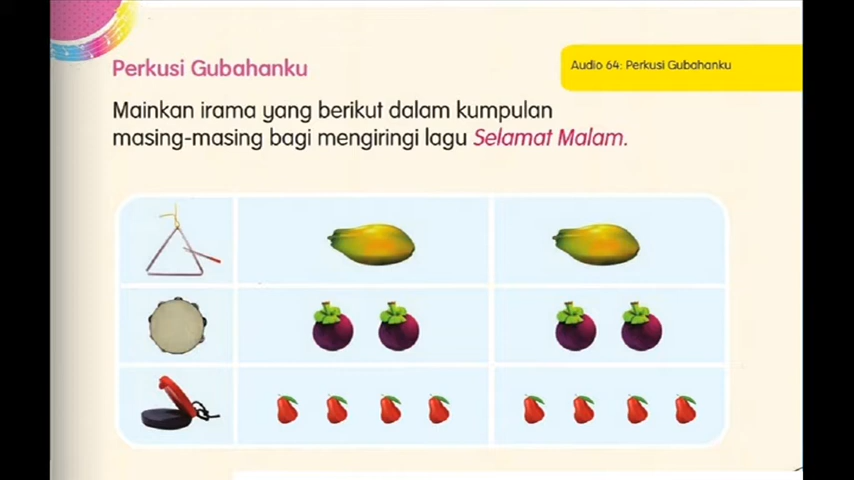 Perkusi Gubahanku
Audio 64: Perkusi Gubahanku
Mainkan irama yang berikut dalam kumpulan
masing-masing bagi mengiringi lagu Selamat Malam.